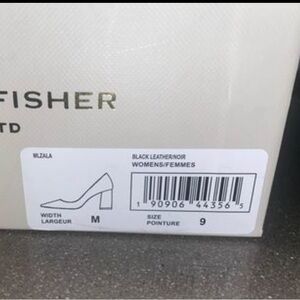 FISHER
TD
MLZALA
BLACK LEATHER/NOIR
WOMENS/FEMMES
1 90906 44356 5
WIDTH
LARGEUR M
SIZE
POINTURE 9